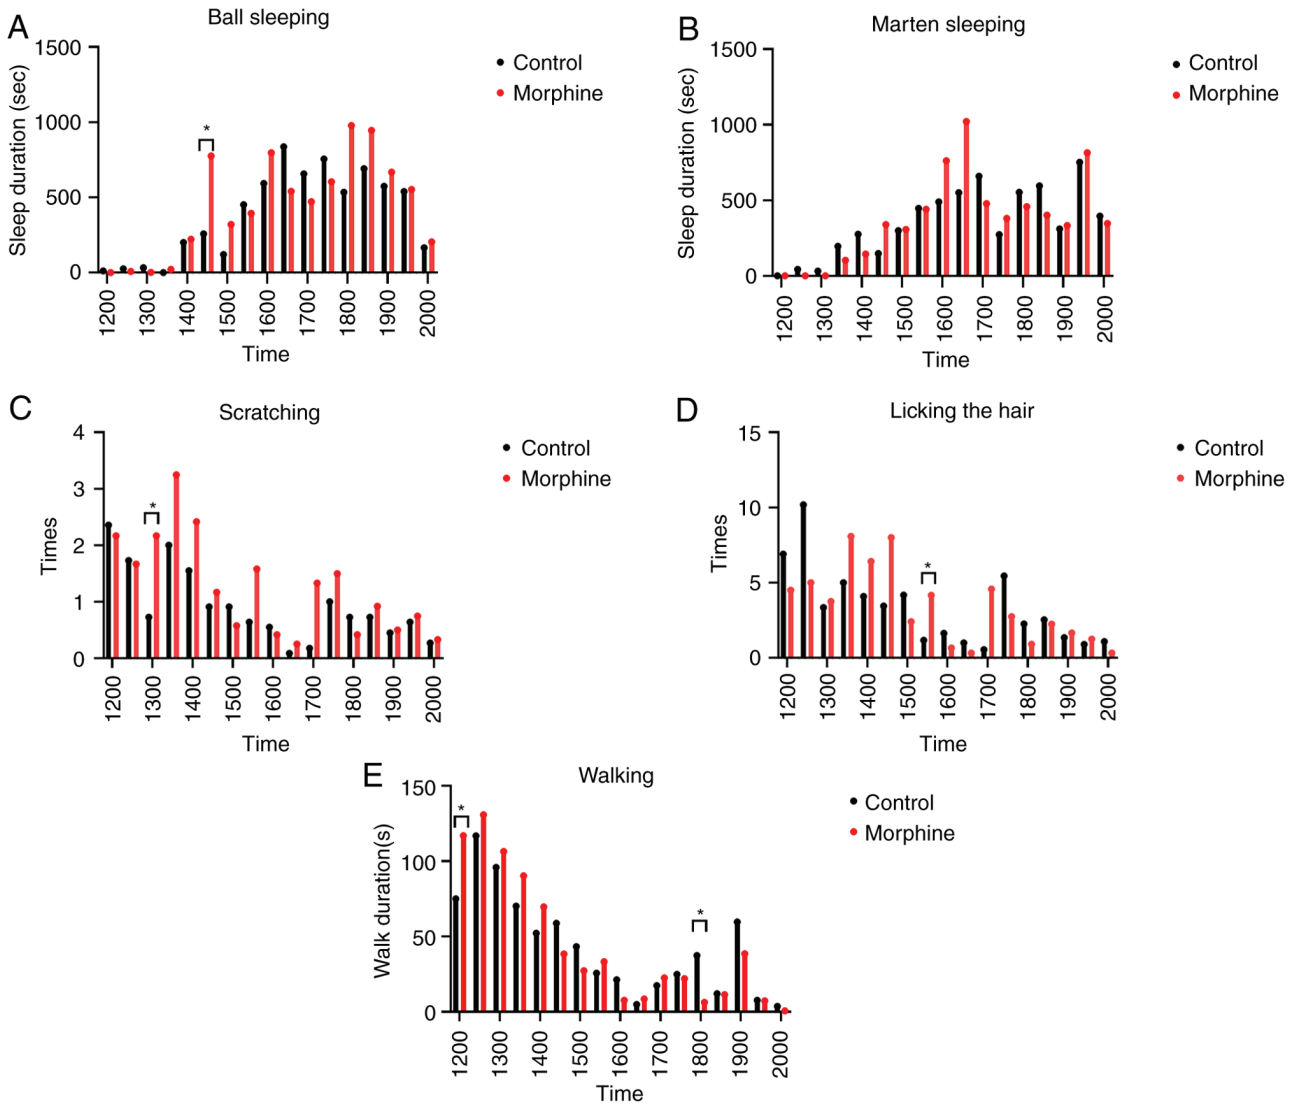 A
Ball sleeping
Sleep duration (sec)
1500
1000
500
0
*
Control
Morphine
1200
1300
1400
1500
1600
1700
1800
1900
2000
Time
B
Marten sleeping
Sleep duration (sec)
1500
1000
500
0
Control
Morphine
1200
1300
1400
1500
1600
1700
1800
1900
2000
Time
C
Scratching
Times
4
3
2
1
0
*
Control
Morphine
1200
1300
1400
1500
1600
1700
1800
1900
2000
Time
D
Licking the hair
Times
15
10
5
0
*
Control
Morphine
1200
1300
1400
1500
1600
1700
1800
1900
2000
Time
E
Walking
Walk duration(s)
150
100
50
0
*
*
Control
Morphine
1200
1300
1400
1500
1600
1700
1800
1900
2000
Time